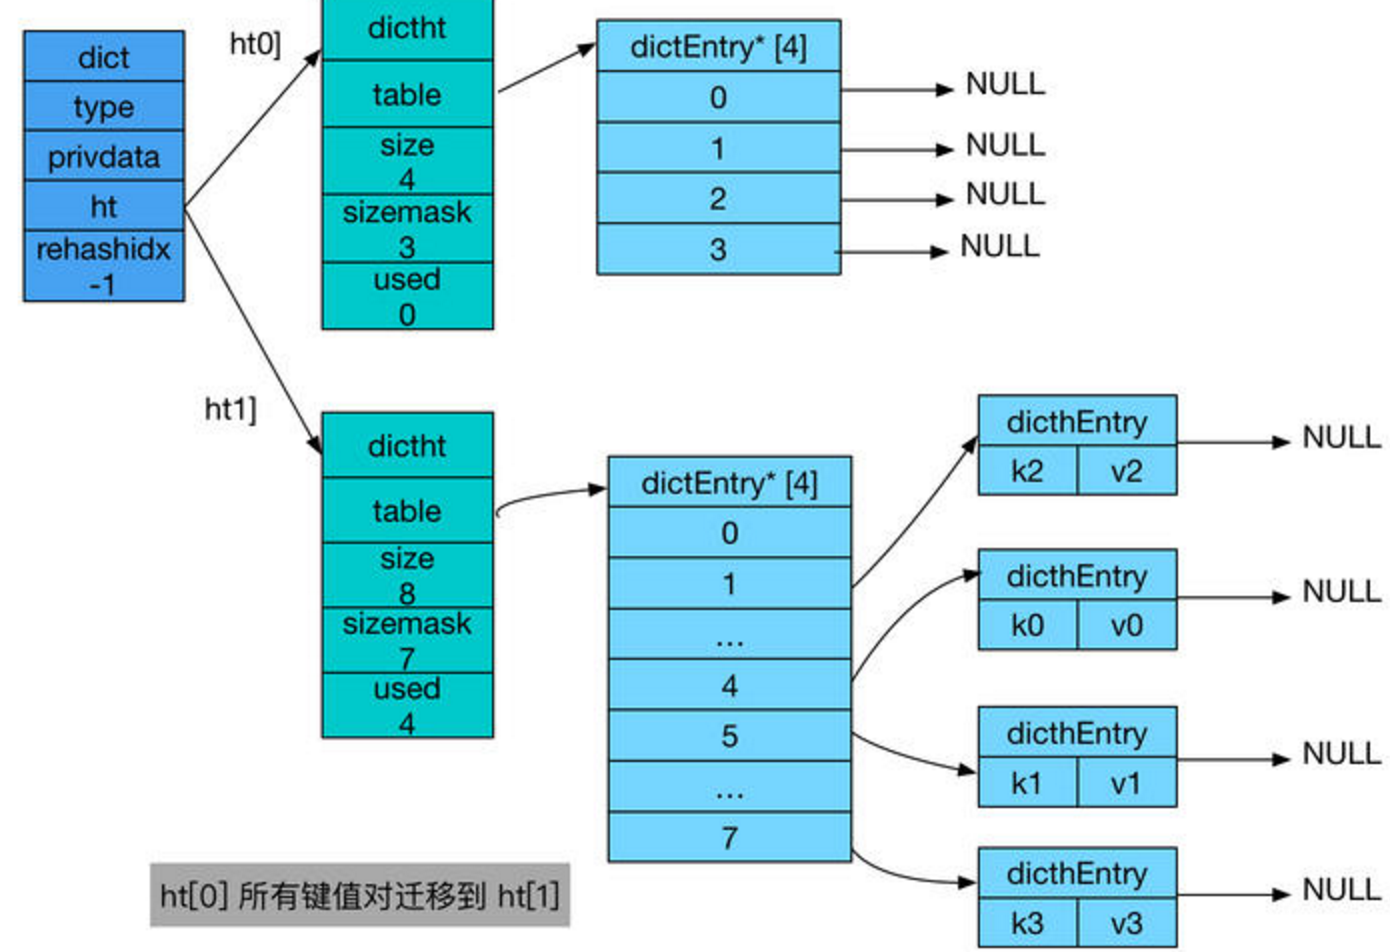 dict
type
privdata
ht
rehashidx
-1
ht0]
dictht
table
size
4
sizemask
3
used
0
dictEntry* [4]
0
NULL
1
NULL
2
NULL
3
NULL
ht1]
dictht
table
size
8
sizemask
7
used
4
dictEntry* [4]
0
1
...
4
5
...
7
dicthEntry
k2 v2
NULL
dicthEntry
k0 v0
NULL
dicthEntry
k1 v1
NULL
dicthEntry
k3 v3
NULL
ht[0] 所有键值对迁移到 ht[1]